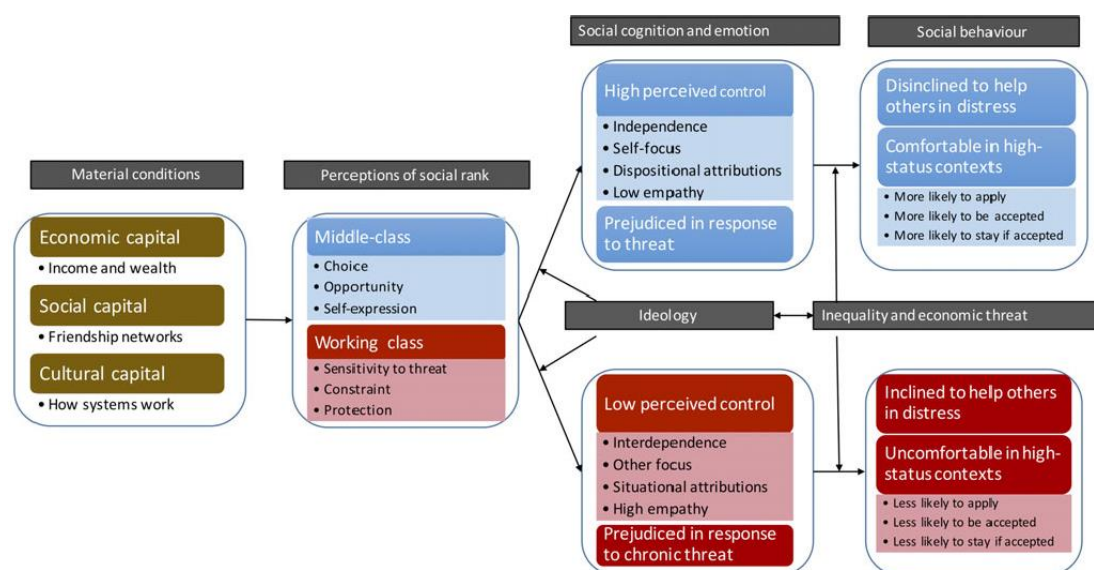 Material conditions
Economic capital
• Income and wealth
Social capital
• Friendship networks
Cultural capital
• How systems work
Perceptions of social rank
Middle-class
• Choice
• Opportunity
• Self-expression
Working class
• Sensitivity to threat
• Constraint
• Protection
Social cognition and emotion
High perceived control
• Independence
• Self-focus
• Dispositional attributions
• Low empathy
Prejudiced in response
to threat
Ideology
Low perceived control
• Interdependence
• Other focus
• Situational attributions
• High empathy
Prejudiced in response
to chronic threat
Social behaviour
Disinclined to help
others in distress
Comfortable in high-
status contexts
• More likely to apply
• More likely to be accepted
• More likely to stay if accepted
Inequality and economic threat
Inclined to help others
in distress
Uncomfortable in high-
status contexts
• Less likely to apply
• Less likely to be accepted
• Less likely to stay if accepted